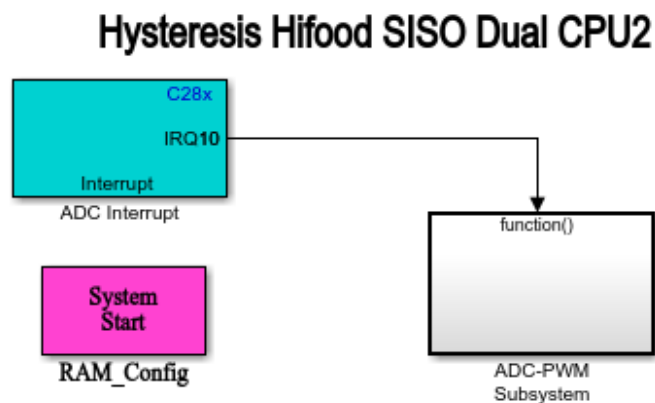 Hysteresis Hifood SISO Dual CPU2
C28x
IRQ10
Interrupt
ADC Interrupt
function()
System
Start
RAM_Config
ADC-PWM
Subsystem